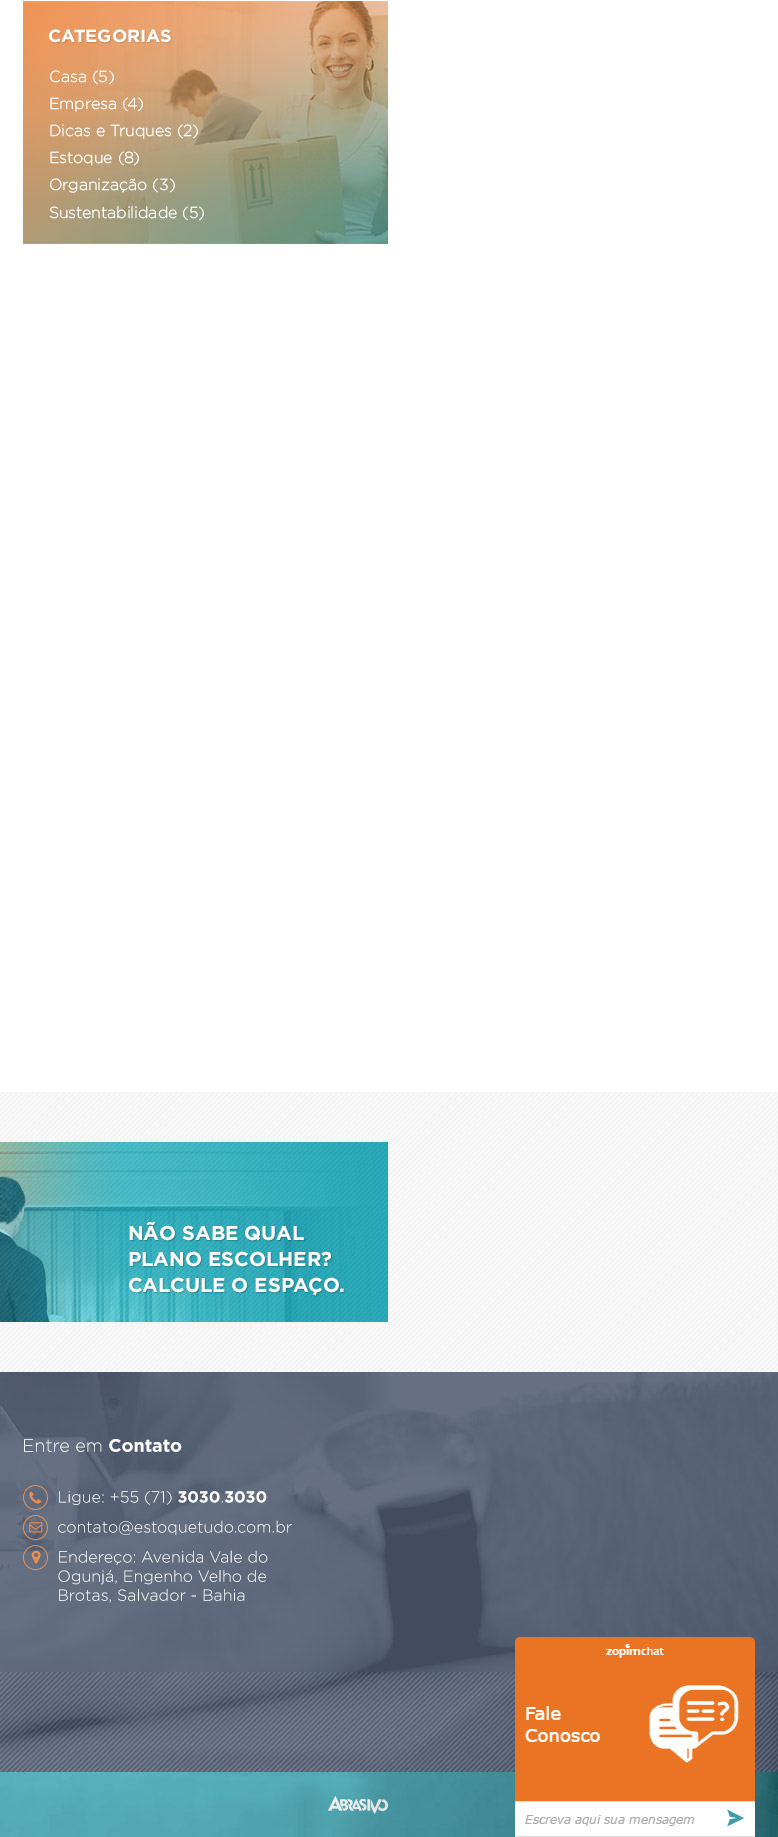 CATEGORIAS
Casa (5)
Empresa (4)
Dicas e Truques (2)
Estoque (8)
Organização (3)
Sustentabilidade (5)
NÃO SABE QUAL
PLANO ESCOLHER?
CALCULE O ESPAÇO.
Entre em Contato
Ligue: +55 (71) 3030.3030
contato@estoquetudo.com.br
Endereço: Avenida Vale do
Ogunjá, Engenho Velho de
Brotas, Salvador - Bahia
zopimchat
Fale
Conosco
Escreva aqui sua mensagem
ABRASIVO